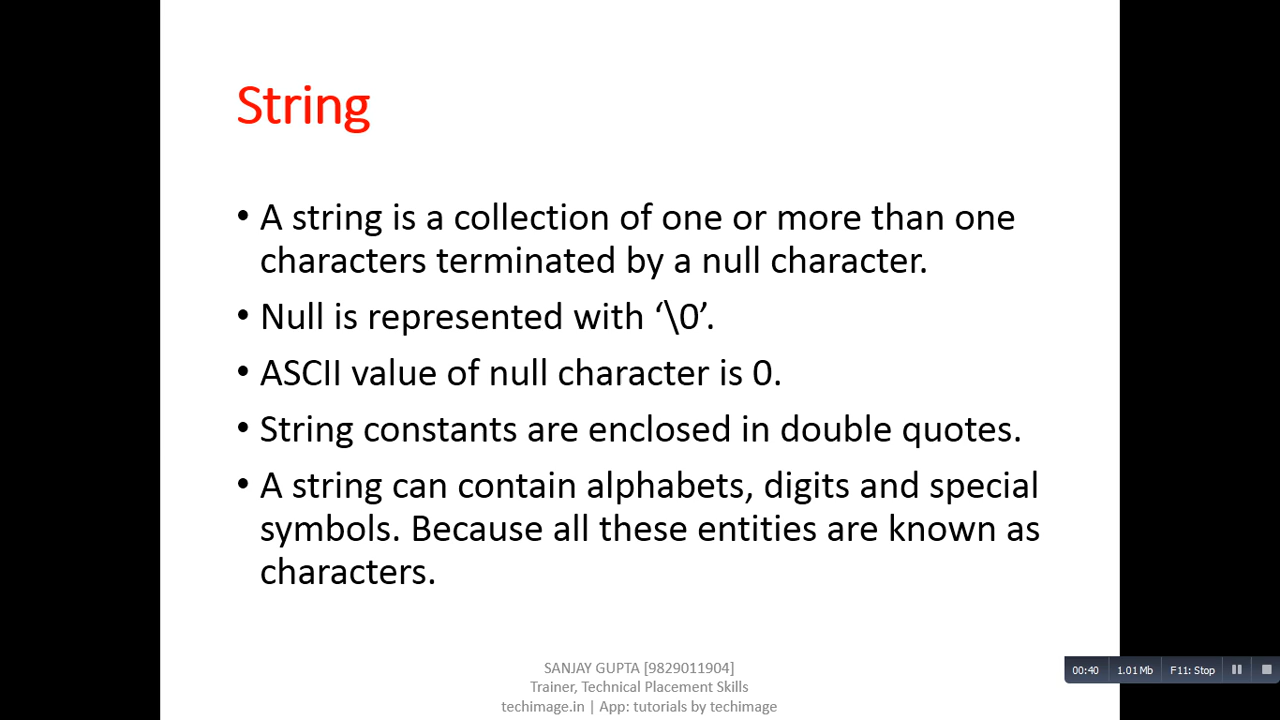 String
• A string is a collection of one or more than one
characters terminated by a null character.
• Null is represented with ‘\0’.
• ASCII value of null character is 0.
• String constants are enclosed in double quotes.
• A string can contain alphabets, digits and special
symbols. Because all these entities are known as
characters.
SANJAY GUPTA [9829011904]
Trainer, Technical Placement Skills
techimage.in | App: tutorials by techimage
00:40 1.01 Mb F11: Stop